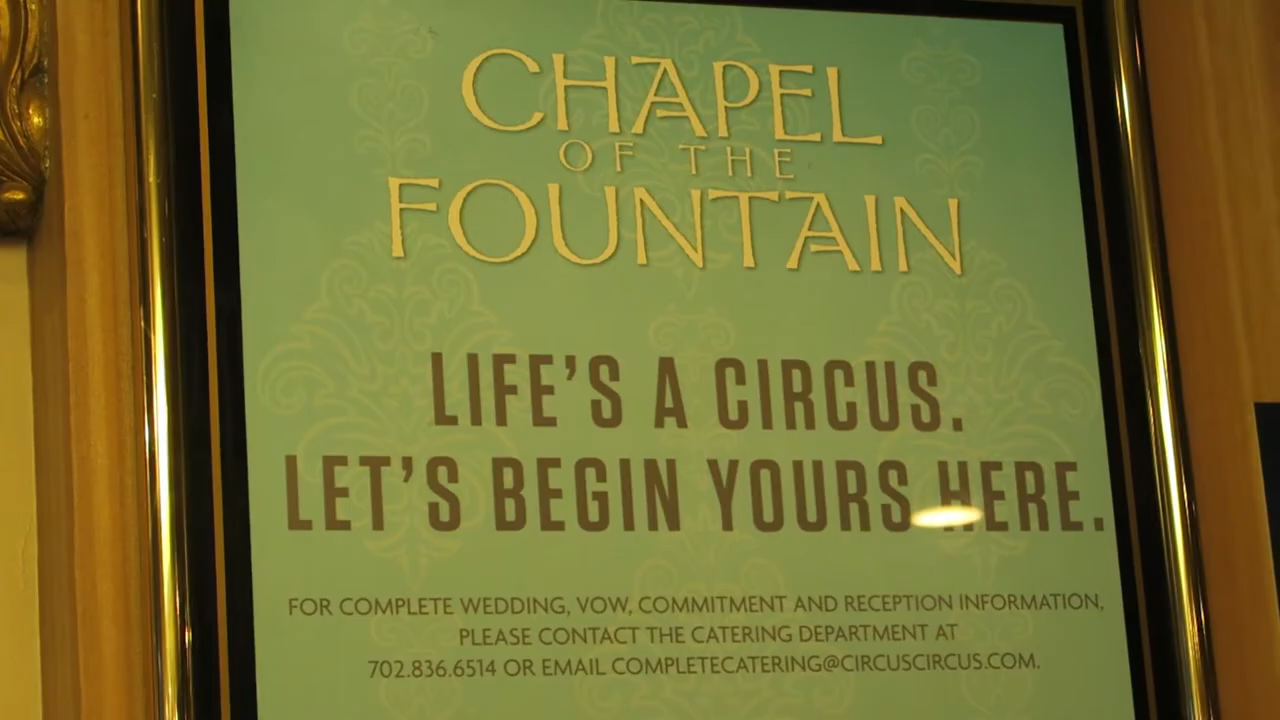 CHAPEL
OF THE
FOUNTAIN
LIFE'S A CIRCUS.
LET'S BEGIN YOURS HERE.
FOR COMPLETE WEDDING, VOW, COMMITMENT AND RECEPTION INFORMATION,
PLEASE CONTACT THE CATERING DEPARTMENT AT
702.836.6514 OR EMAIL COMPLETECATERING@CIRCUSCIRCUS.COM.